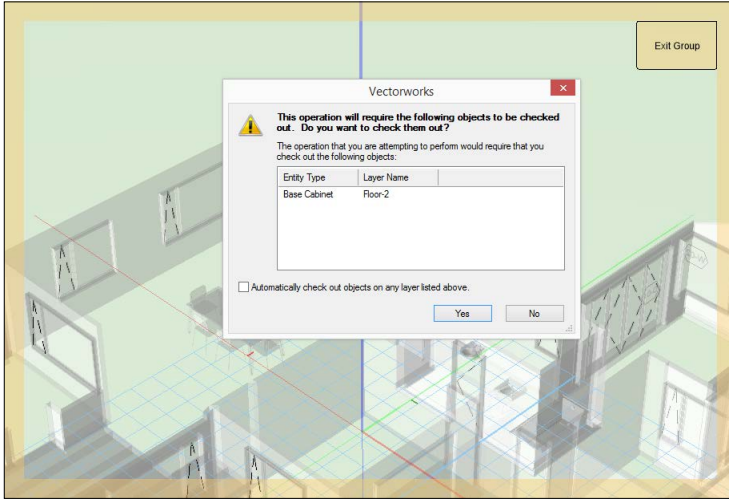 Exit Group
Vectorworks
This operation will require the following objects to be checked
out. Do you want to check them out?
The operation that you are attempting to perform would require that you
check out the following objects:
Entity Type Layer Name
Base Cabinet Floor-2
Automatically check out objects on any layer listed above.
Yes No